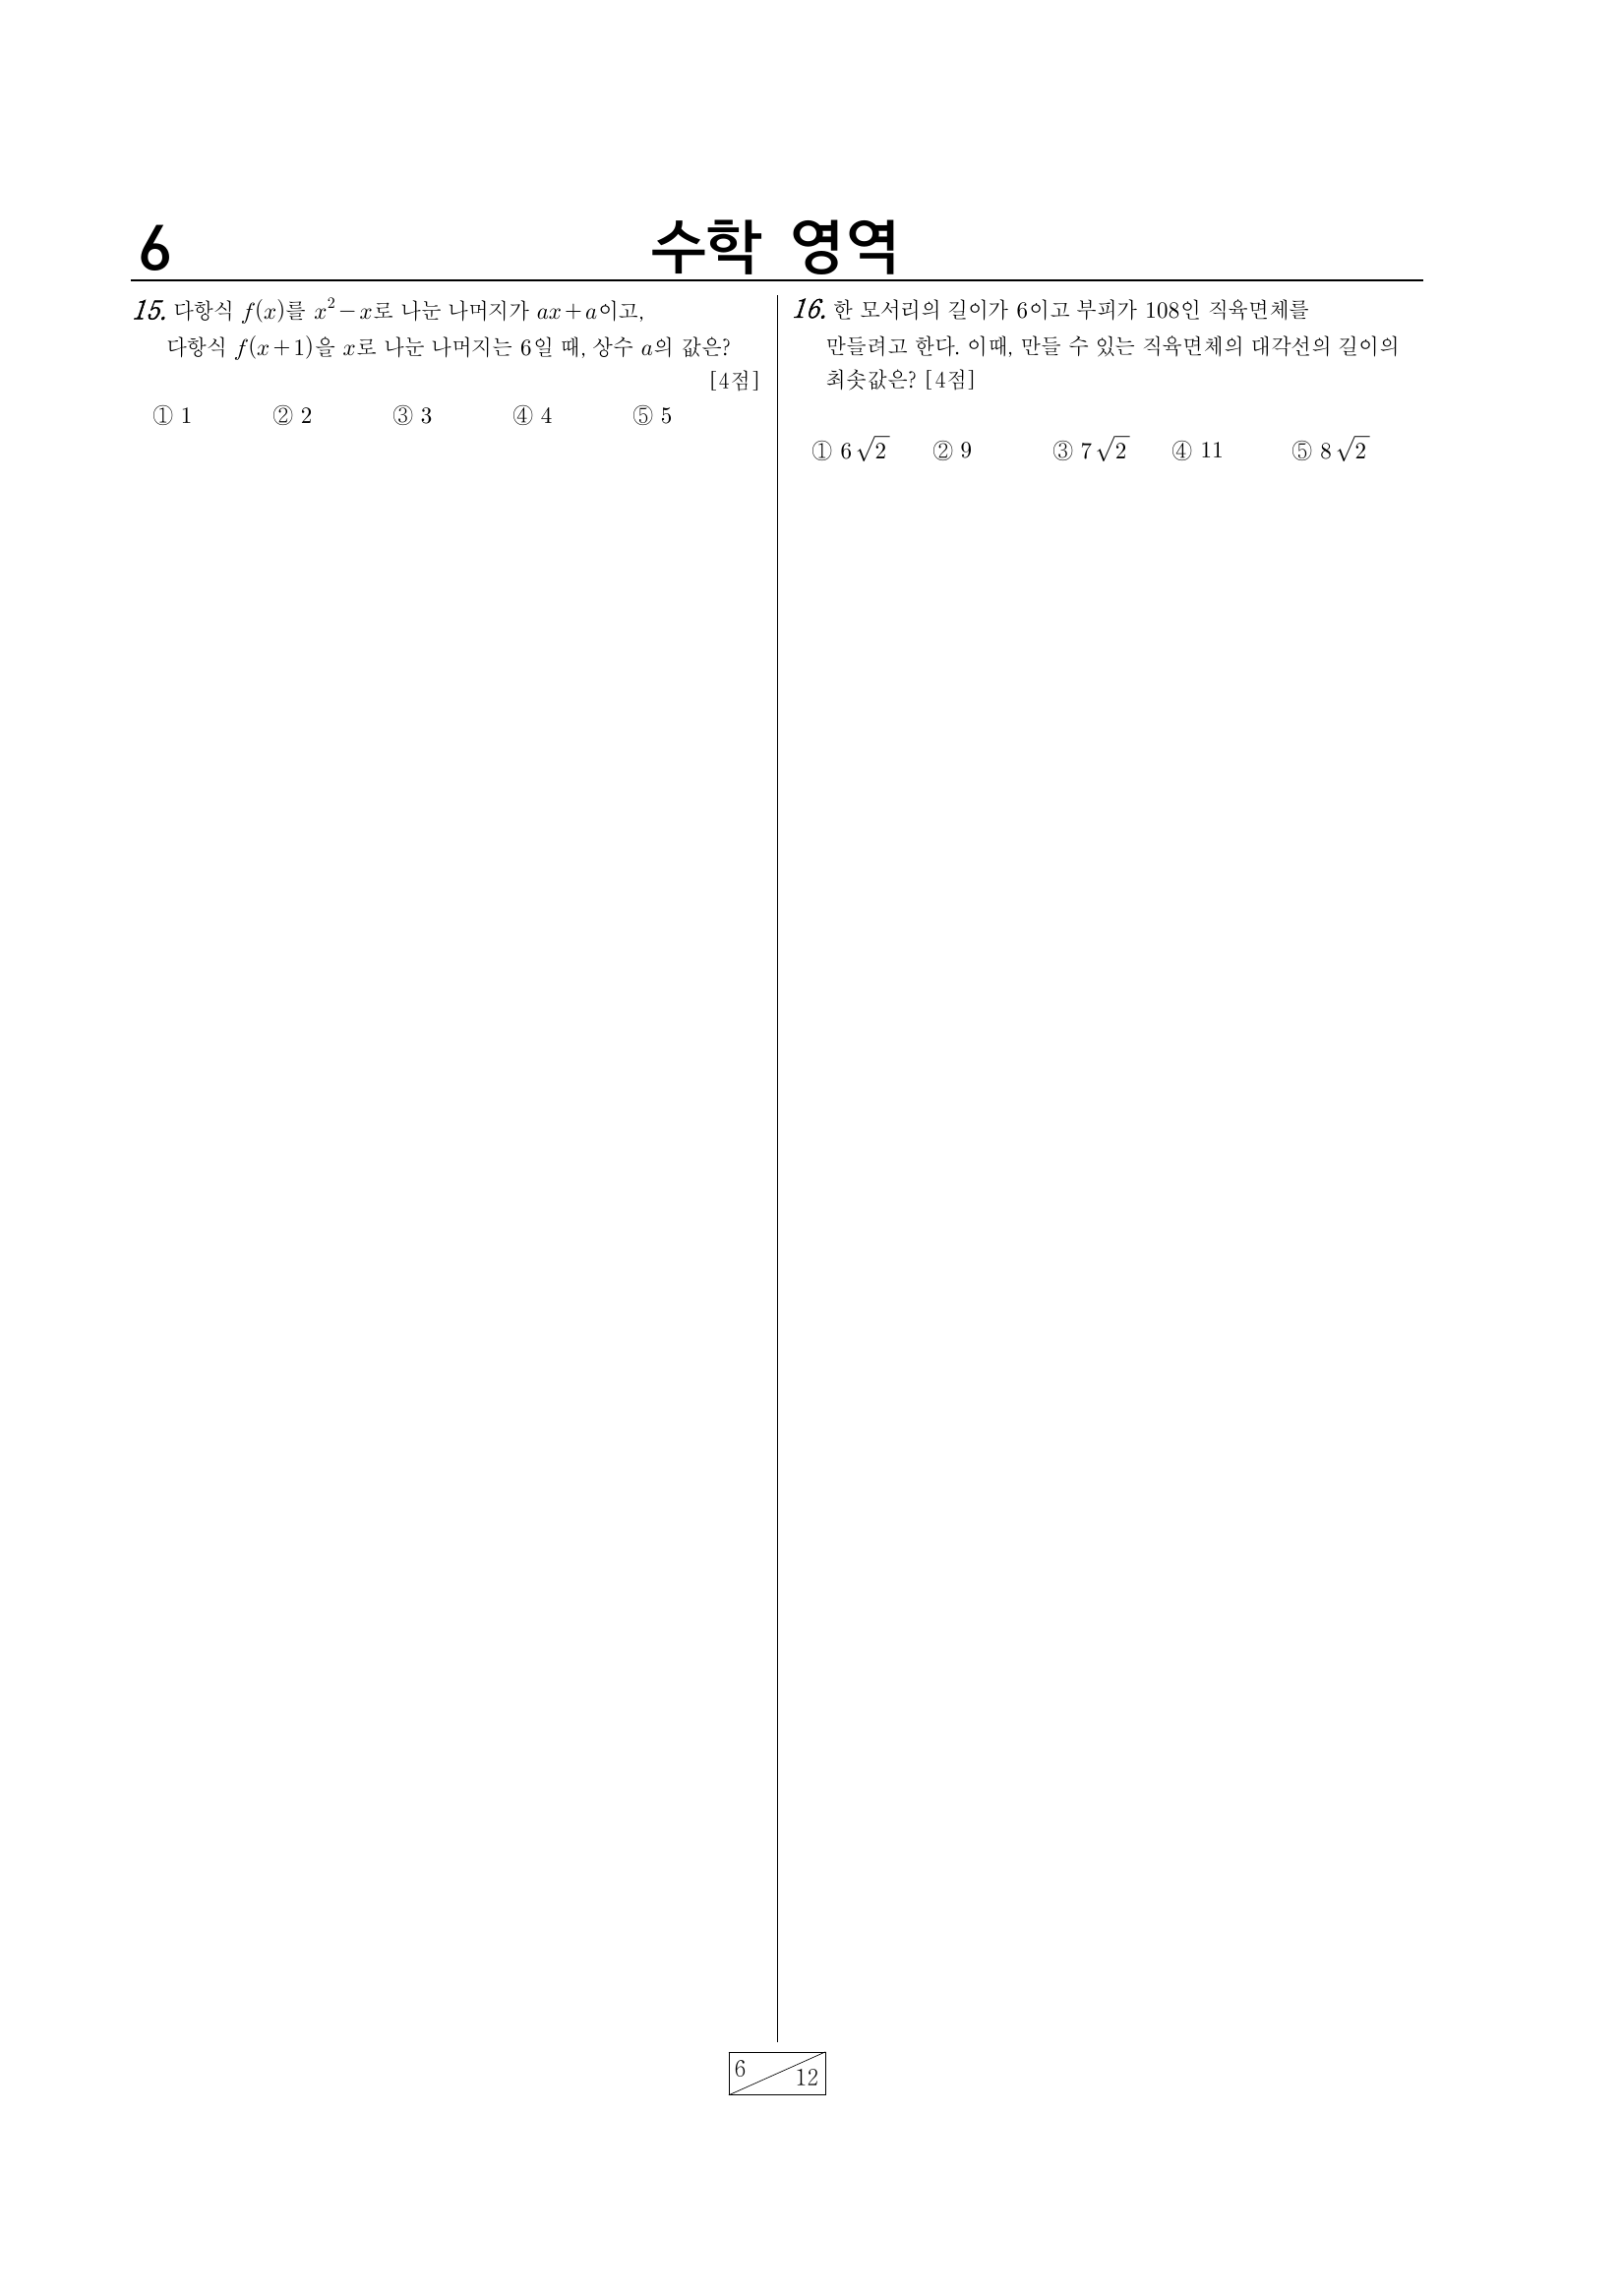 6
수학 영역
15. 다항식 f(x)를 x²−x로 나눈 나머지가 ax+a이고,
다항식 f(x+1)을 x로 나눈 나머지는 6일 때, 상수 a의 값은?
[4점]
① 1 ② 2 ③ 3 ④ 4 ⑤ 5
16. 한 모서리의 길이가 6이고 부피가 108인 직육면체를
만들려고 한다. 이때, 만들 수 있는 직육면체의 대각선의 길이의
최솟값은? [4점]
① 6√2 ② 9 ③ 7√2 ④ 11 ⑤ 8√2
6
12